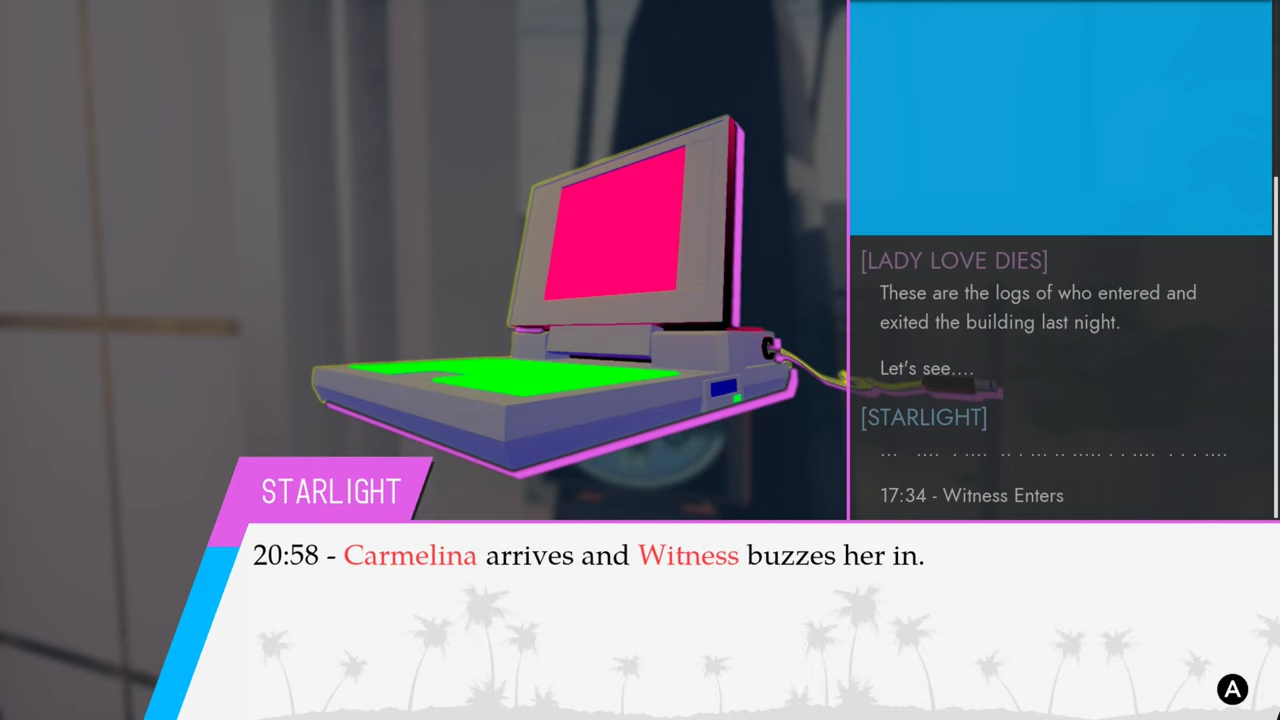 [LADY LOVE DIES]
These are the logs of who entered and
exited the building last night.
Let's see....
[STARLIGHT]
... .... . .... .. . ... .. ..... . . .... . . . ....
17:34 - Witness Enters
STARLIGHT
20:58 - Carmelina arrives and Witness buzzes her in.
A